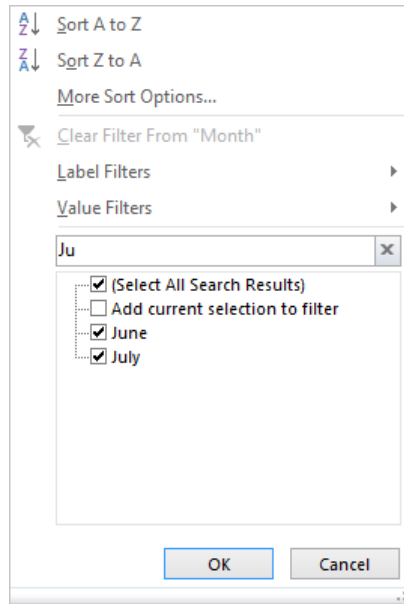 Sort A to Z
Sort Z to A
More Sort Options...
Clear Filter From "Month"
Label Filters
Value Filters
Ju
(Select All Search Results)
Add current selection to filter
June
July
OK Cancel